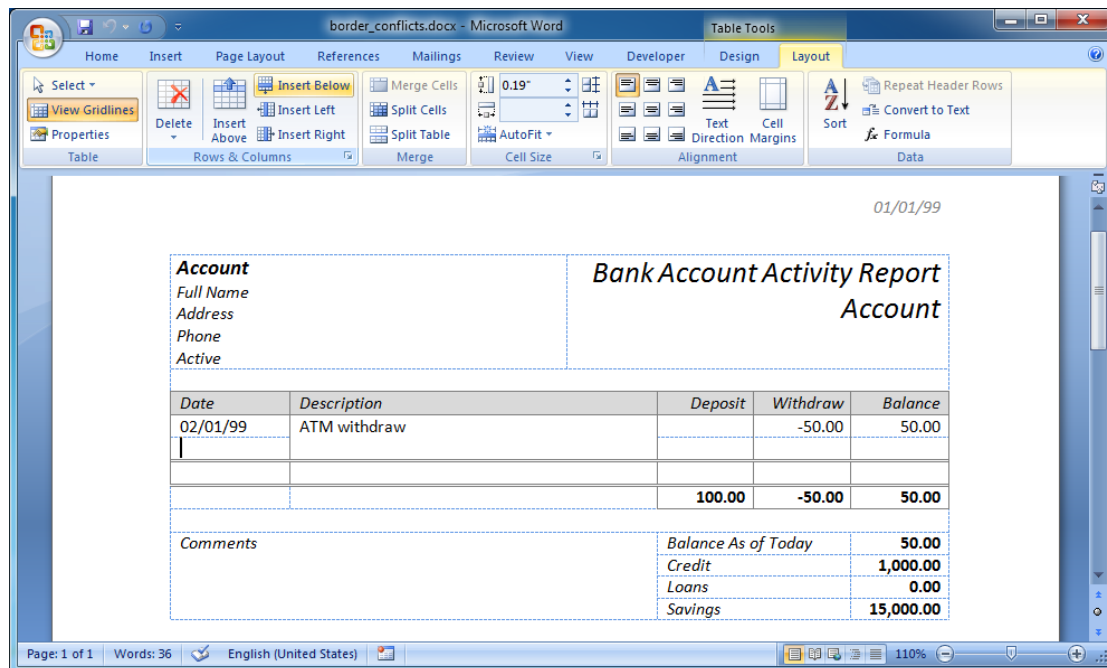 border_conflicts.docx - Microsoft Word
Table Tools
Home Insert Page Layout References Mailings Review View Developer Design Layout
Select Insert Below Merge Cells 0.19" Repeat Header Rows
View Gridlines Insert Left Split Cells Convert to Text
Properties Delete Insert Above Insert Right Split Table AutoFit Text Direction Cell Margins Sort Formula
Table Rows & Columns Merge Cell Size Alignment Data
01/01/99
Account
Full Name
Address
Phone
Active
Bank Account Activity Report
Account
Date Description Deposit Withdraw Balance
02/01/99 ATM withdraw -50.00 50.00
100.00 -50.00 50.00
Comments Balance As of Today 50.00
Credit 1,000.00
Loans 0.00
Savings 15,000.00
Page: 1 of 1 Words: 36 English (United States) 110%